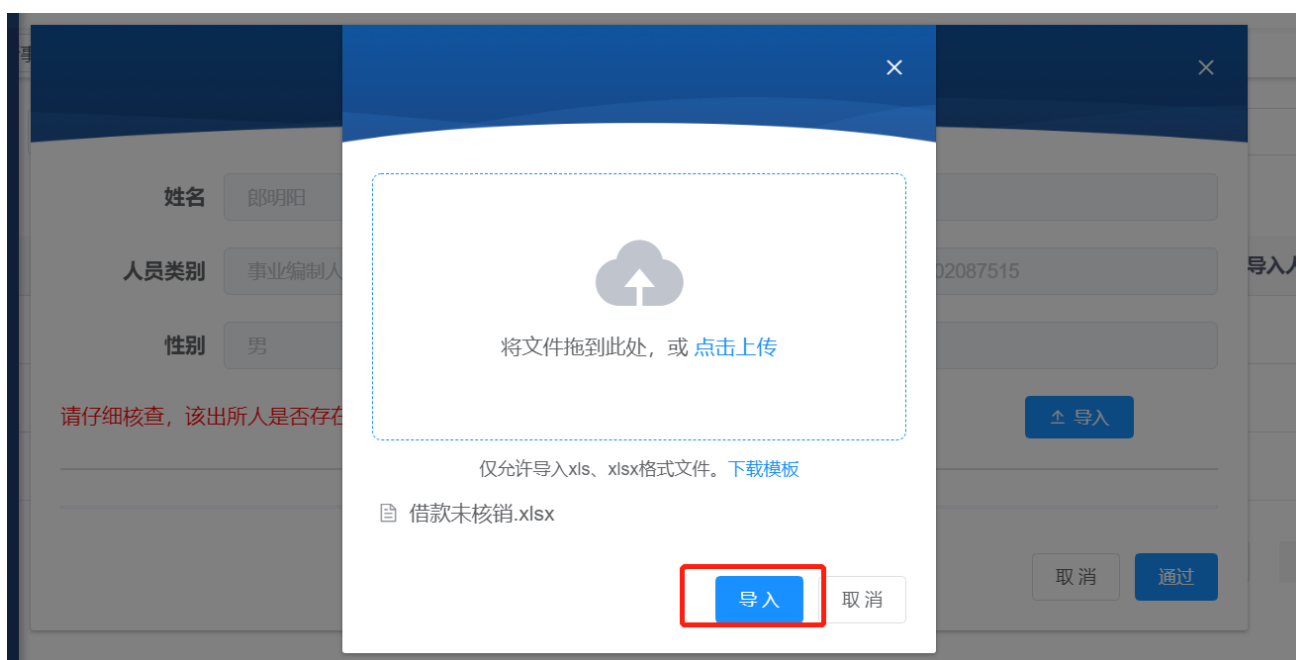 姓名 郎明阳
人员类别 事业编制人 02087515 导入人
性别 男
将文件拖到此处，或 点击上传
请仔细核查，该出所人是否存在 导入
仅允许导入xls、xlsx格式文件。下载模板
借款未核销.xlsx
取消 通过
导入 取消